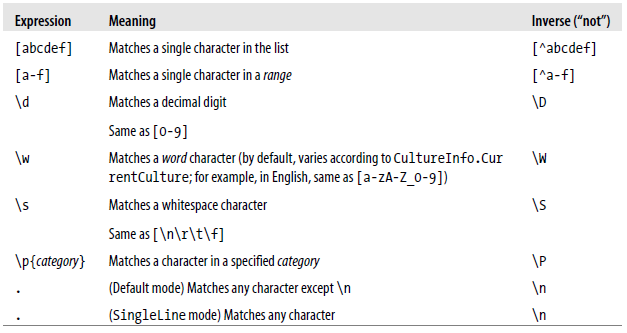 Expression Meaning Inverse (“not”)
[abcdef] Matches a single character in the list [^abcdef]
[a-f] Matches a single character in a range [^a-f]
\d Matches a decimal digit \D
Same as [0-9]
\w Matches a word character (by default, varies according to CultureInfo.Cur \W
rentCulture; for example, in English, same as [a-zA-Z_0-9])
\s Matches a whitespace character \S
Same as [\n\r\t\f]
\p{category} Matches a character in a specified category \P
. (Default mode) Matches any character except \n \n
. (SingleLine mode) Matches any character \n